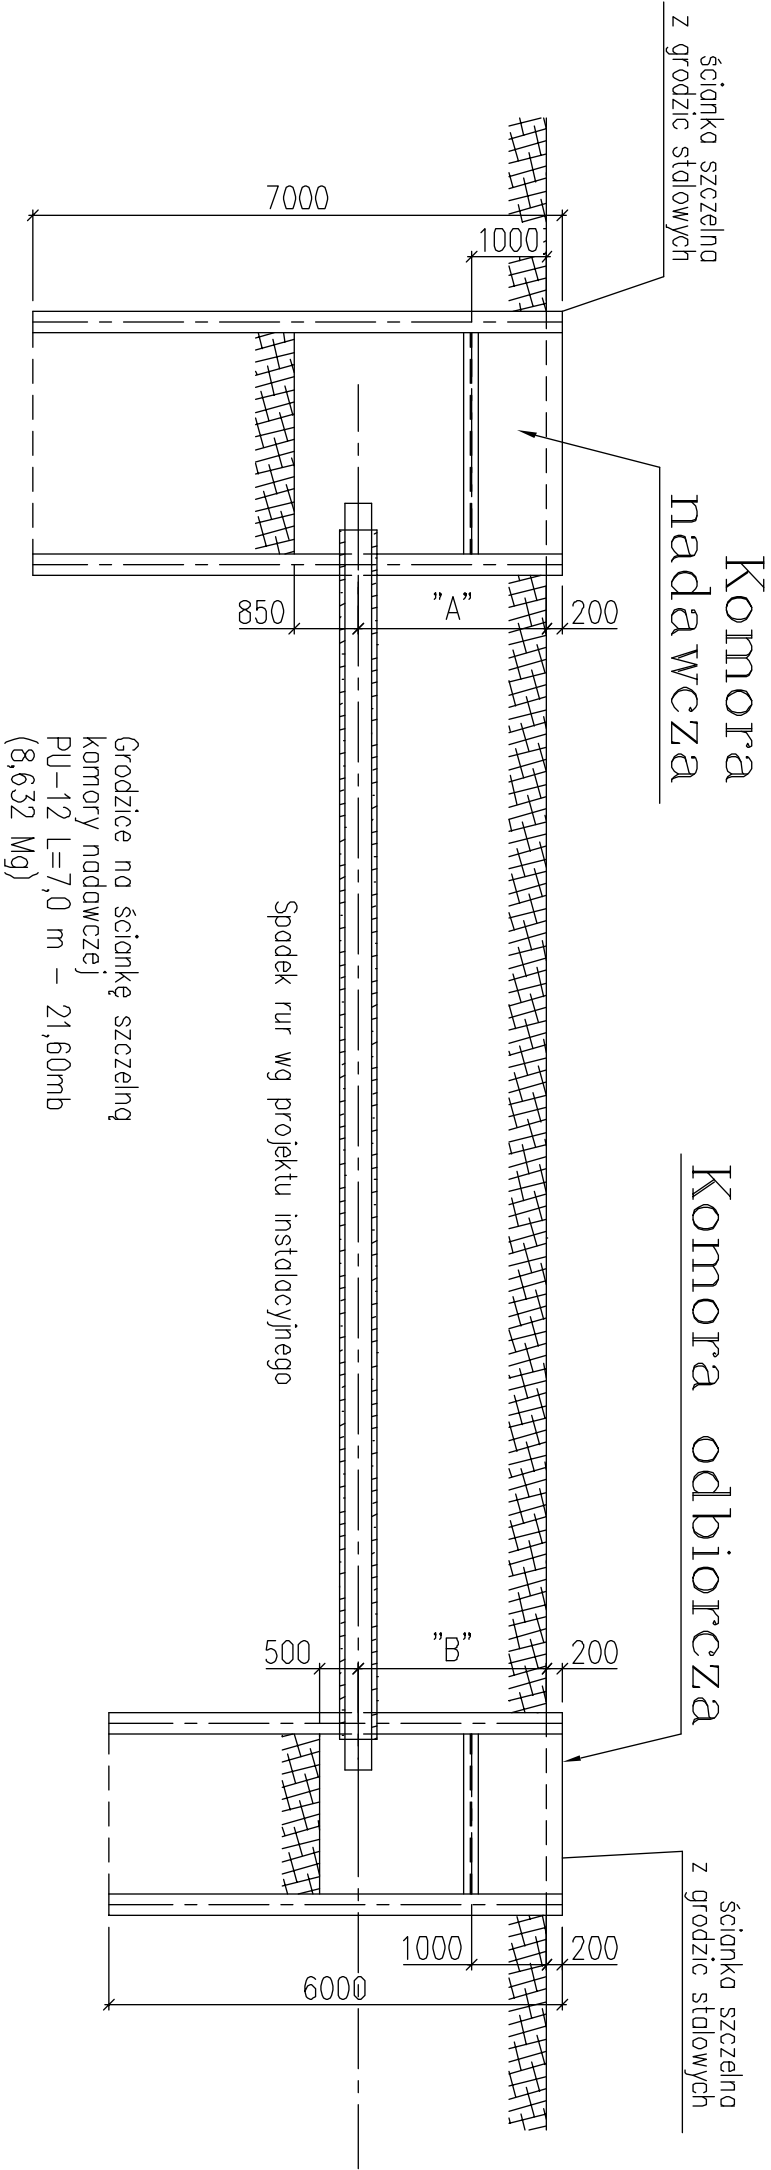 ścianka szczelna
z grodzic stalowych
Komora
nadawcza
Komora odbiorcza
ścianka szczelna
z grodzic stalowych
7000
1000
850
"A"
200
500
"B"
200
1000
200
6000
Spadek rur wg projektu instalacyjnego
Grodzice na ściankę szczelną
komory nadawczej
PU-12 L=7,0 m - 21,60mb
(8,632 Mg)